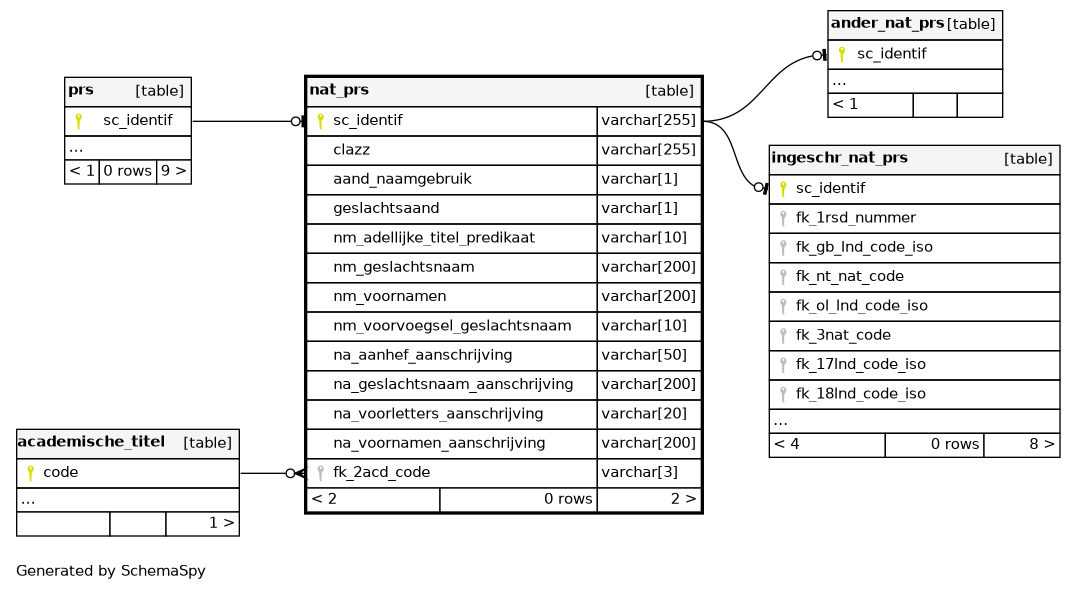 prs [table]
sc_identif
...
< 1 0 rows 9 >
academische_titel [table]
code
...
1 >
nat_prs [table]
sc_identif varchar[255]
clazz varchar[255]
aand_naamgebruik varchar[1]
geslachtsaand varchar[1]
nm_adellijke_titel_predikaat varchar[10]
nm_geslachtsnaam varchar[200]
nm_voornamen varchar[200]
nm_voorvoegsel_geslachtsnaam varchar[10]
na_aanhef_aanschrijving varchar[50]
na_geslachtsnaam_aanschrijving varchar[200]
na_voorletters_aanschrijving varchar[20]
na_voornamen_aanschrijving varchar[200]
fk_2acd_code varchar[3]
< 2 0 rows 2 >
ander_nat_prs [table]
sc_identif
...
< 1
ingeschr_nat_prs [table]
sc_identif
fk_1rsd_nummer
fk_gb_lnd_code_iso
fk_nt_nat_code
fk_ol_lnd_code_iso
fk_3nat_code
fk_17lnd_code_iso
fk_18lnd_code_iso
...
< 4 0 rows 8 >
Generated by SchemaSpy